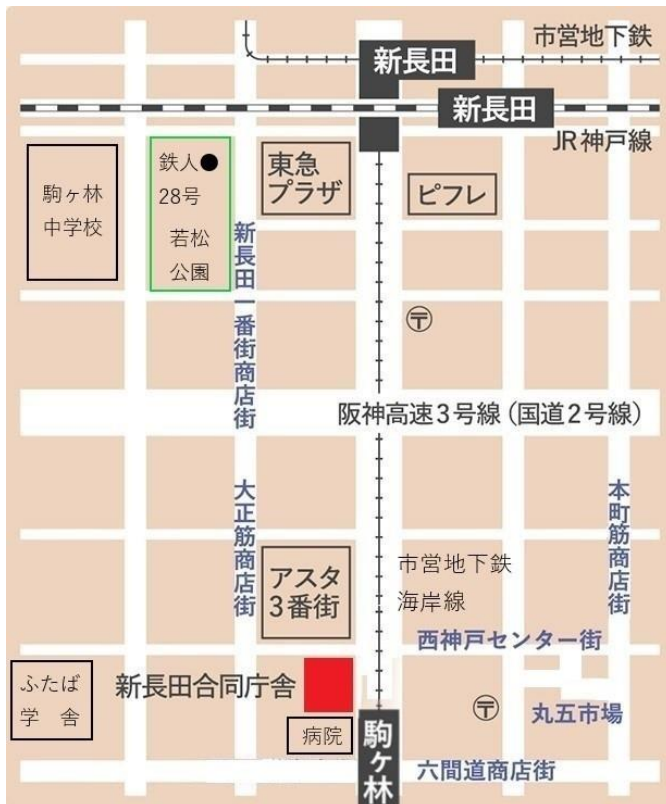 市営地下鉄
新長田
新長田
JR神戸線
駒ヶ林
中学校
鉄人●
28号
若松
公園
東急
プラザ
ピフレ
新長田一番街商店街
〒
阪神高速3号線(国道2号線)
大正筋商店街
本町筋商店街
アスタ
3番街
市営地下鉄
海岸線
西神戸センター街
ふたば
学 舎
新長田合同庁舎
病院
〒
丸五市場
駒ヶ林
六間道商店街